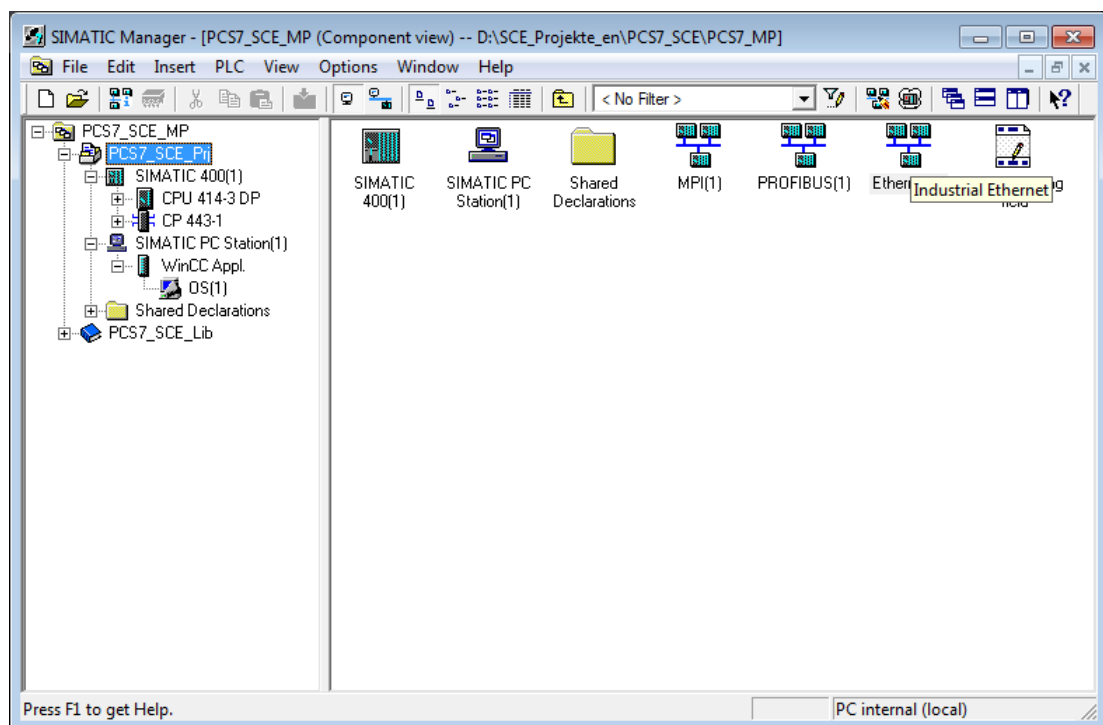 SIMATIC Manager - [PCS7_SCE_MP (Component view) -- D:\SCE_Projekte_en\PCS7_SCE\PCS7_MP]
File Edit Insert PLC View Options Window Help
< No Filter >
PCS7_SCE_MP
PCS7_SCE_Prj
SIMATIC 400(1)
CPU 414-3 DP
CP 443-1
SIMATIC PC Station(1)
WinCC Appl.
OS(1)
Shared Declarations
PCS7_SCE_Lib
SIMATIC
400(1)
SIMATIC PC
Station(1)
Shared
Declarations
MPI(1)
PROFIBUS(1)
Industrial Ethernet
Press F1 to get Help.
PC internal (local)